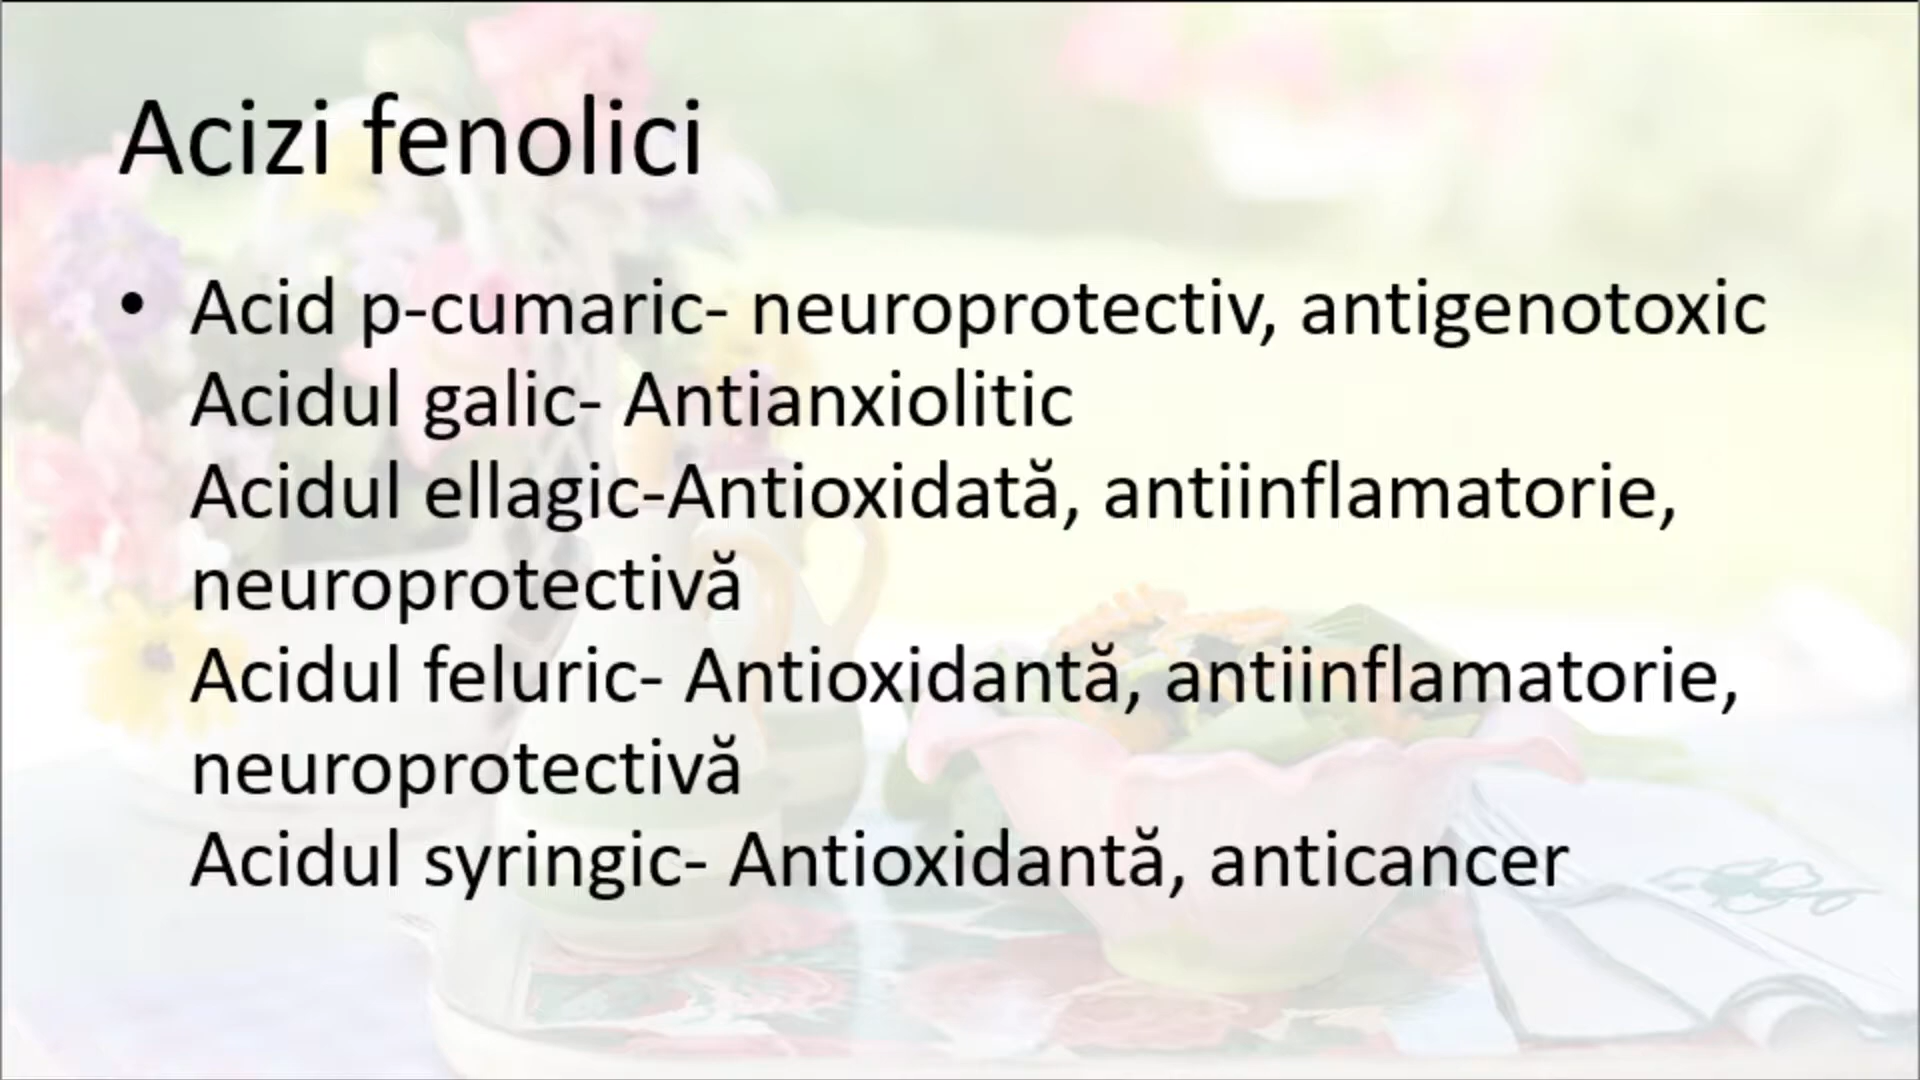 Acizi fenolici
• Acid p-cumaric- neuroprotectiv, antigenotoxic
Acidul galic- Antianxiolitic
Acidul ellagic-Antioxidată, antiinflamatorie,
neuroprotectivă
Acidul feluric- Antioxidantă, antiinflamatorie,
neuroprotectivă
Acidul syringic- Antioxidantă, anticancer